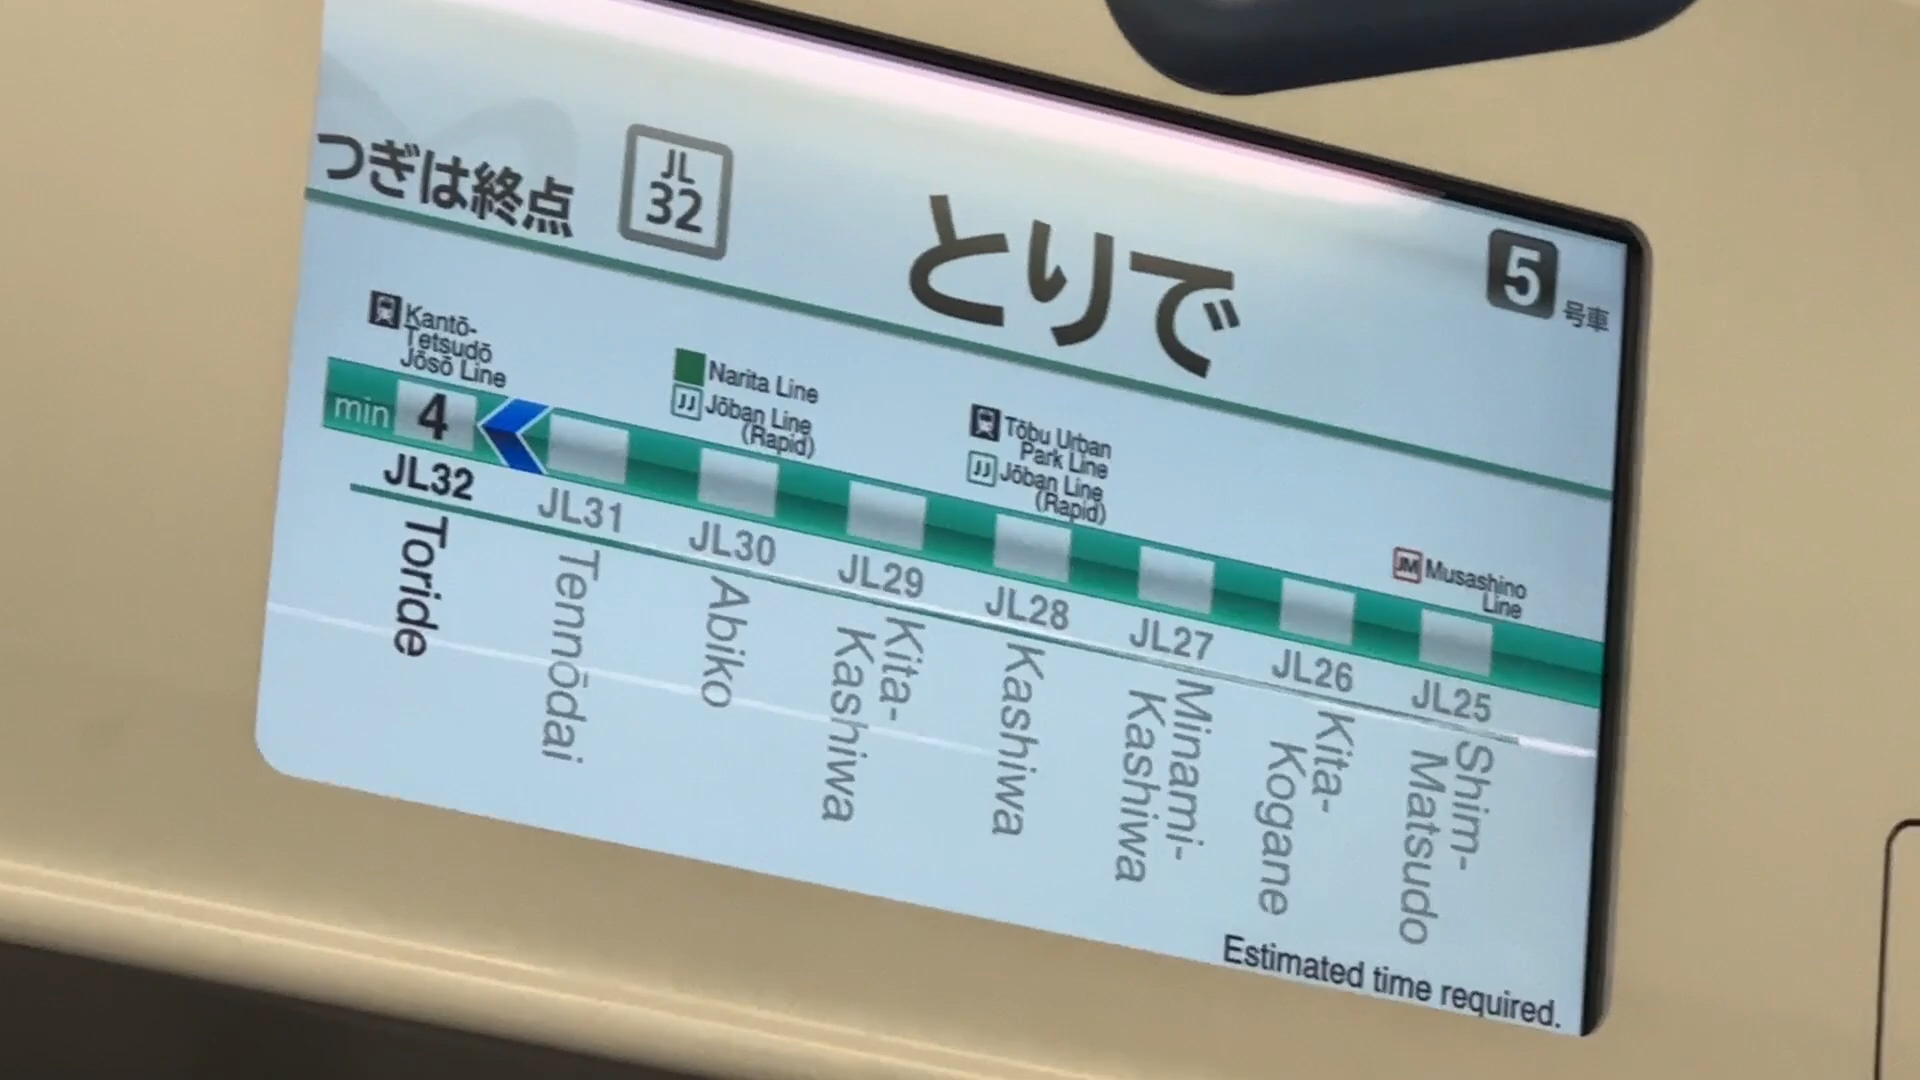 つぎは終点
JL
32
とりで
5
号車
Kantō-
Tetsudō
Jōsō Line
Narita Line
JJ Jōban Line
(Rapid)
Tōbu Urban
Park Line
JJ Jōban Line
(Rapid)
JM Musashino
Line
min 4
JL32
JL31
JL30
JL29
JL28
JL27
JL26
JL25
Toride
Tennōdai
Abiko
Kita-
Kashiwa
Kashiwa
Minami-
Kashiwa
Kita-
Kogane
Shim-
Matsudo
Estimated time required.